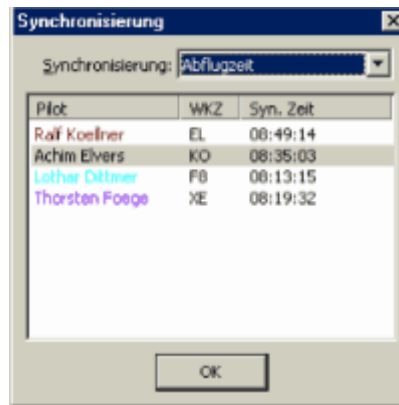 Synchronisierung
Synchronisierung: Abflugzeit
Pilot WKZ Syn. Zeit
Ralf Koellner EL 08:49:14
Achim Elvers KO 08:35:03
Lothar Dittmer F8 08:13:15
Thorsten Foege XE 08:19:32
OK